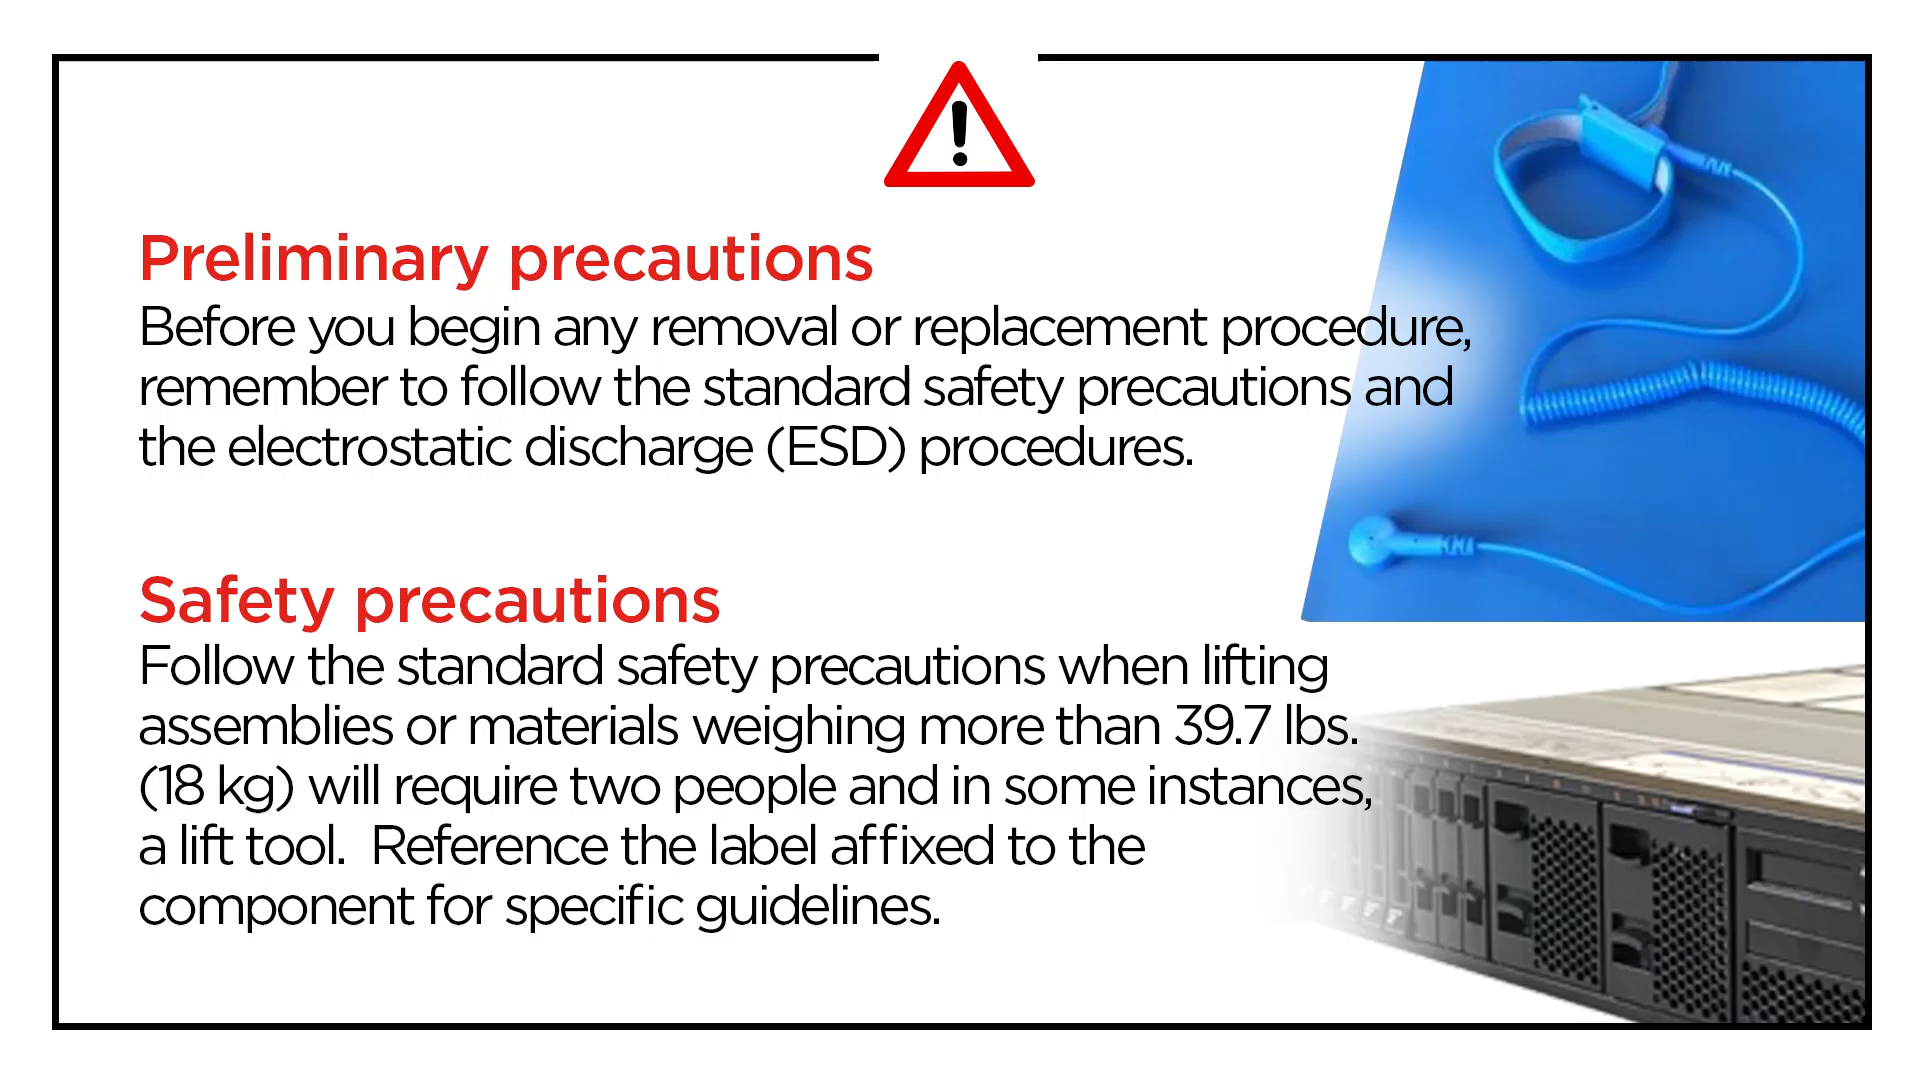 Preliminary precautions
Before you begin any removal or replacement procedure,
remember to follow the standard safety precautions and
the electrostatic discharge (ESD) procedures.
Safety precautions
Follow the standard safety precautions when lifting
assemblies or materials weighing more than 39.7 lbs.
(18 kg) will require two people and in some instances,
a lift tool.  Reference the label affixed to the
component for specific guidelines.